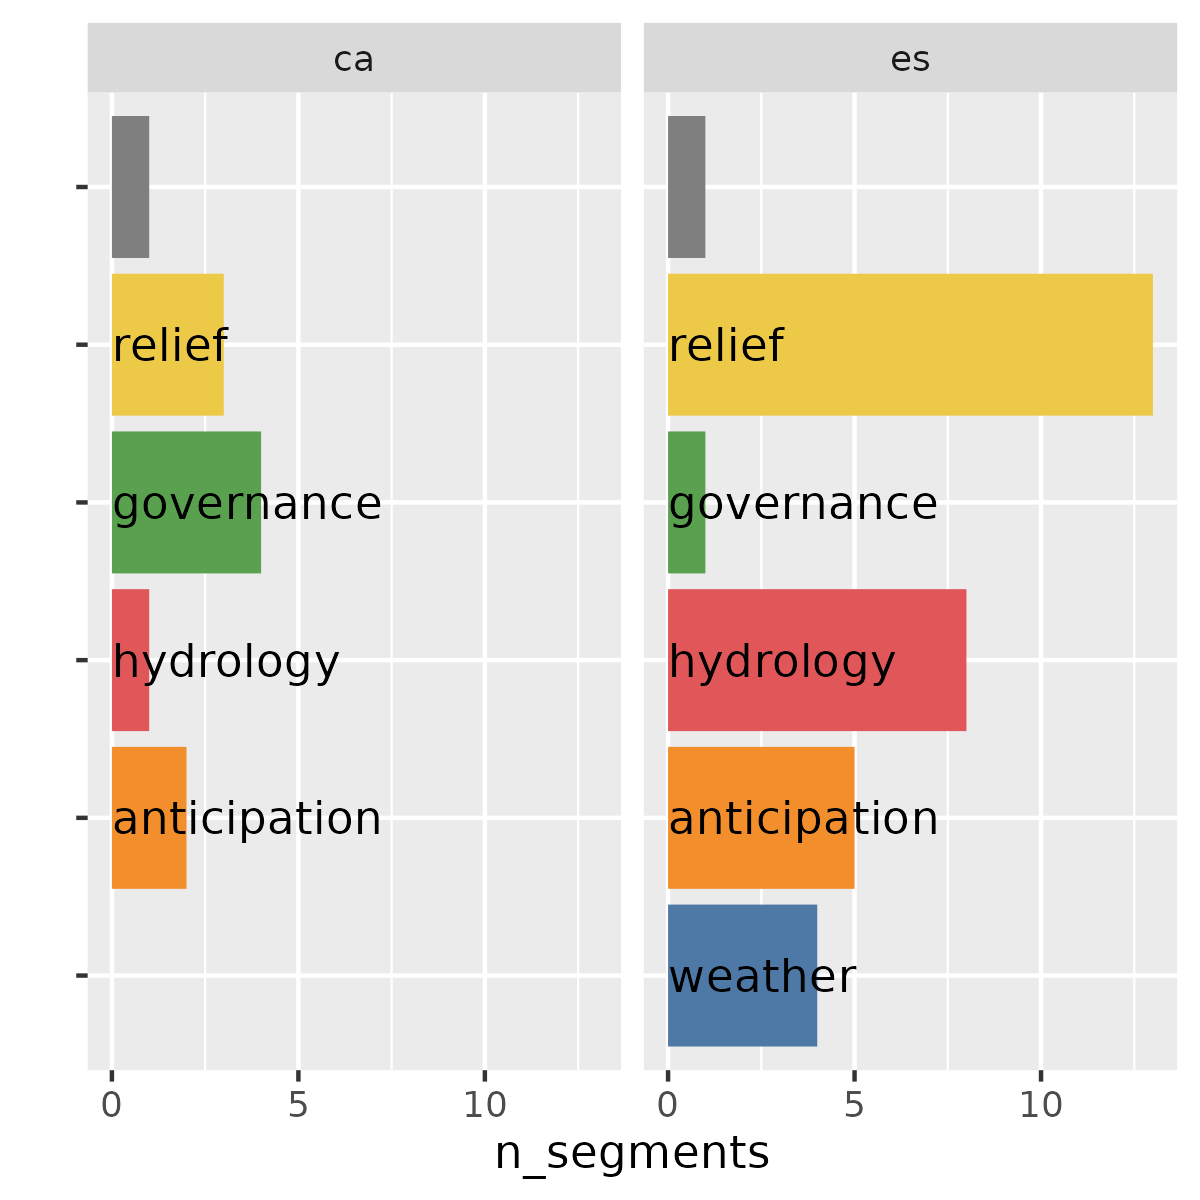 ca
es
relief
relief
governance
governance
hydrology
hydrology
anticipation
anticipation
weather
0 5 10
0 5 10
n_segments